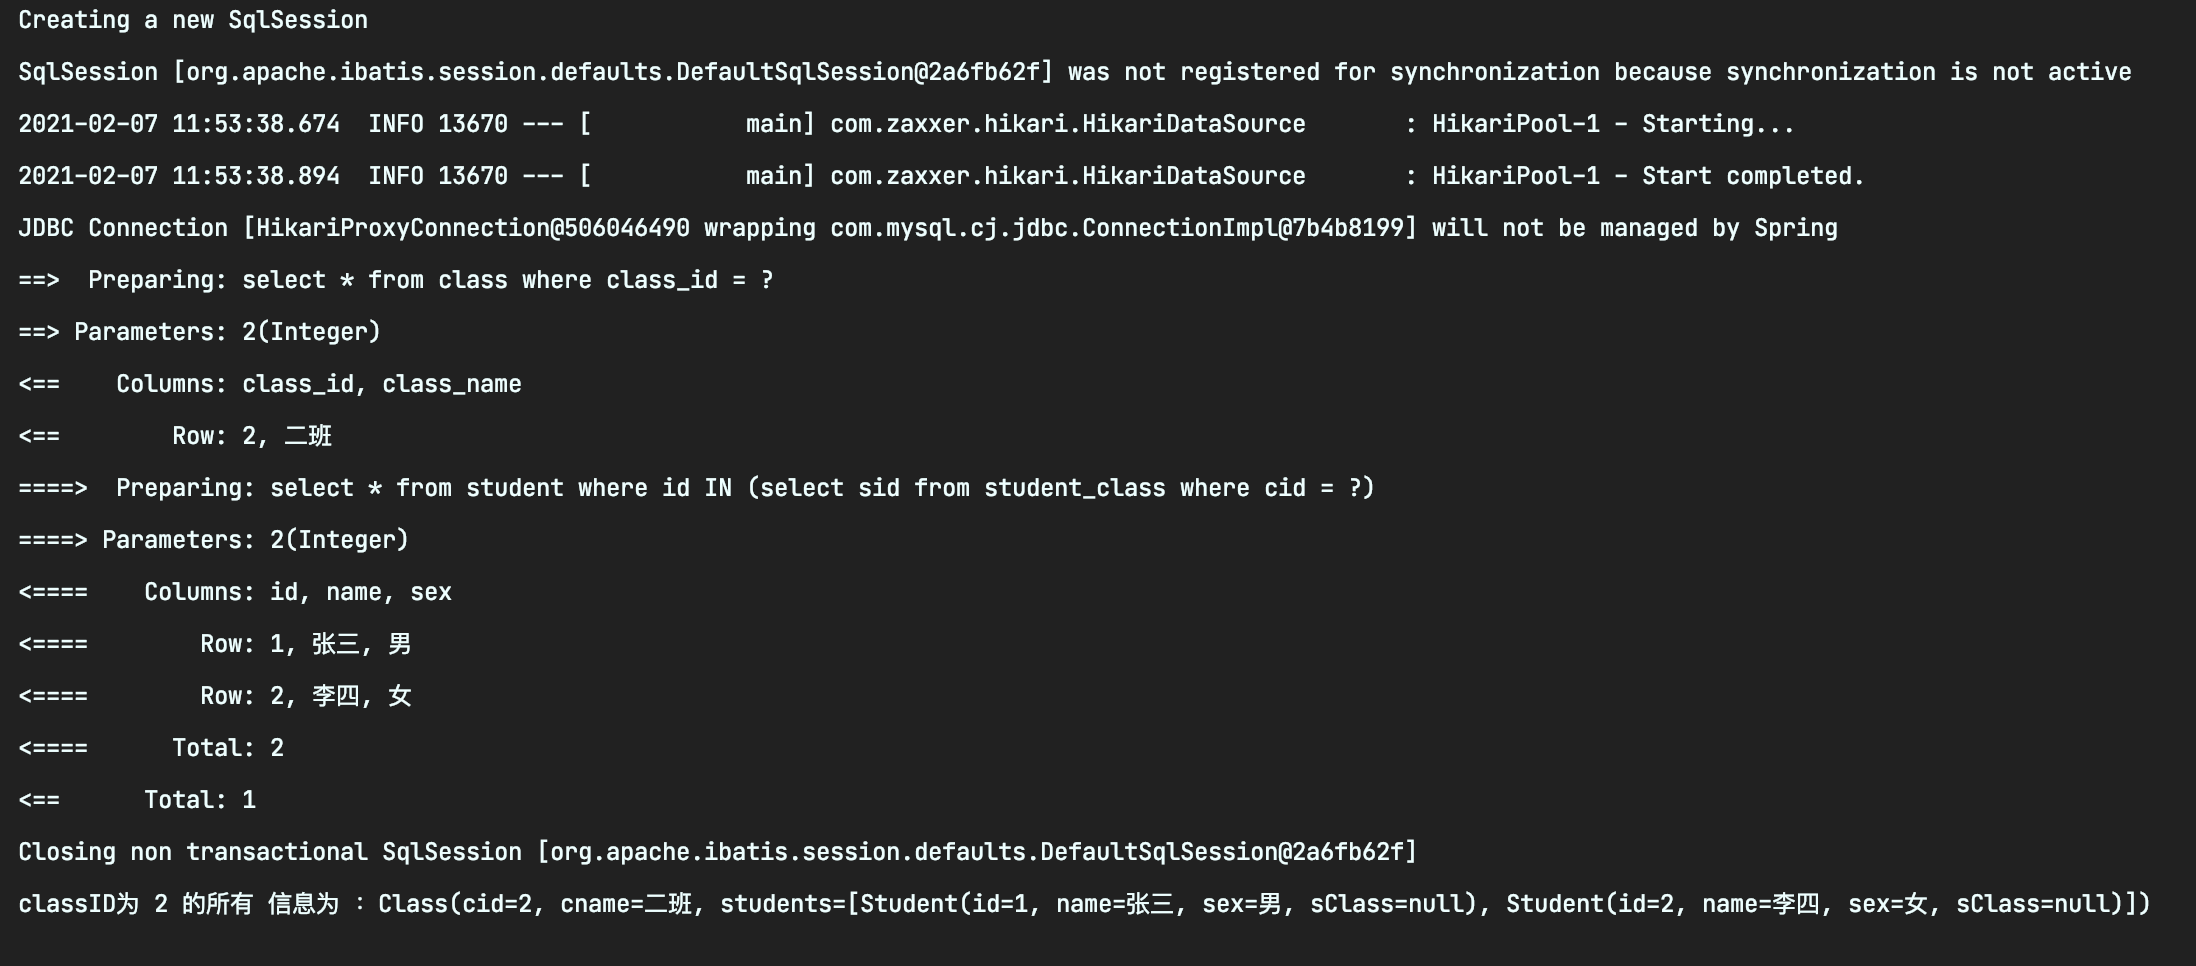 Creating a new SqlSession
SqlSession [org.apache.ibatis.session.defaults.DefaultSqlSession@2a6fb62f] was not registered for synchronization because synchronization is not active
2021-02-07 11:53:38.674  INFO 13670 --- [           main] com.zaxxer.hikari.HikariDataSource       : HikariPool-1 - Starting...
2021-02-07 11:53:38.894  INFO 13670 --- [           main] com.zaxxer.hikari.HikariDataSource       : HikariPool-1 - Start completed.
JDBC Connection [HikariProxyConnection@506046490 wrapping com.mysql.cj.jdbc.ConnectionImpl@7b4b8199] will not be managed by Spring
==>  Preparing: select * from class where class_id = ?
==> Parameters: 2(Integer)
<==    Columns: class_id, class_name
<==        Row: 2, 二班
====>  Preparing: select * from student where id IN (select sid from student_class where cid = ?)
====> Parameters: 2(Integer)
<====    Columns: id, name, sex
<====        Row: 1, 张三, 男
<====        Row: 2, 李四, 女
<====      Total: 2
<==      Total: 1
Closing non transactional SqlSession [org.apache.ibatis.session.defaults.DefaultSqlSession@2a6fb62f]
classID为 2 的所有 信息为 : Class(cid=2, cname=二班, students=[Student(id=1, name=张三, sex=男, sClass=null), Student(id=2, name=李四, sex=女, sClass=null)])